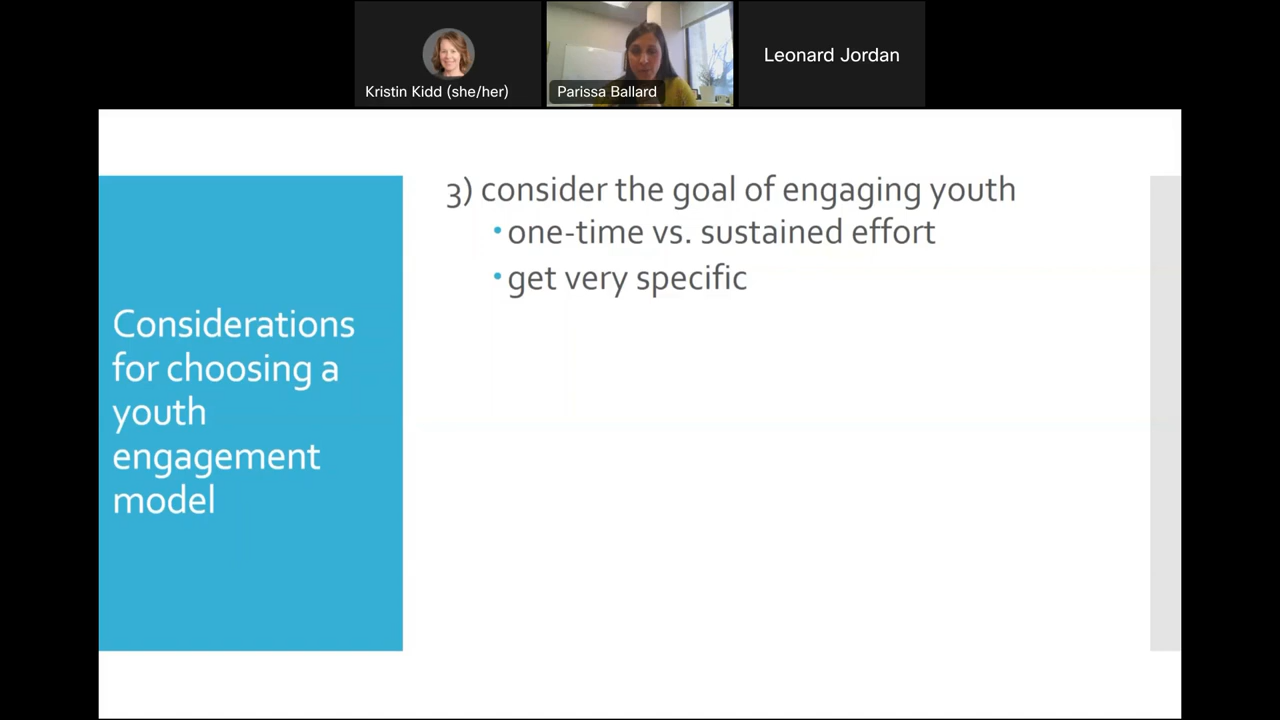 Kristin Kidd (she/her)
Parissa Ballard
Leonard Jordan
Considerations
for choosing a
youth
engagement
model
3) consider the goal of engaging youth
• one-time vs. sustained effort
• get very specific